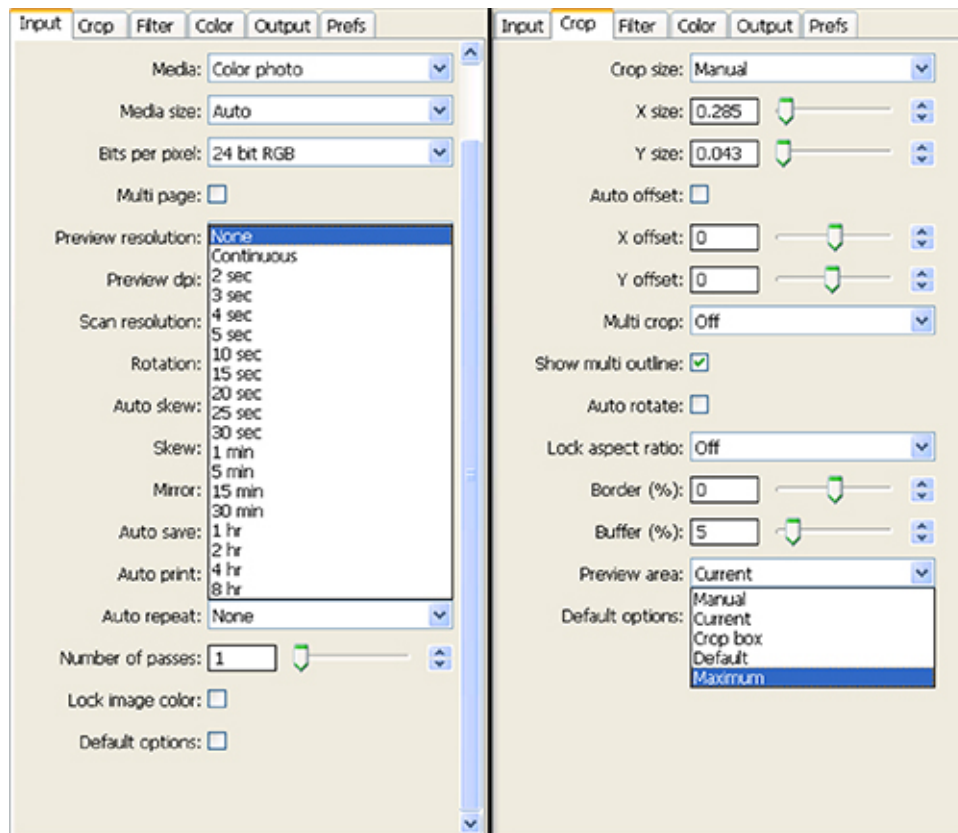 Input Crop Filter Color Output Prefs
Media: Color photo
Media size: Auto
Bits per pixel: 24 bit RGB
Multi page:
Preview resolution:
Preview dpi:
Scan resolution:
Rotation:
Auto skew:
Skew:
Mirror:
Auto save:
Auto print:
None
Continuous
2 sec
3 sec
4 sec
5 sec
10 sec
15 sec
20 sec
25 sec
30 sec
1 min
5 min
15 min
30 min
1 hr
2 hr
4 hr
8 hr
Auto repeat: None
Number of passes: 1
Lock image color:
Default options:
Input Crop Filter Color Output Prefs
Crop size: Manual
X size: 0.285
Y size: 0.043
Auto offset:
X offset: 0
Y offset: 0
Multi crop: Off
Show multi outline:
Auto rotate:
Lock aspect ratio: Off
Border (%): 0
Buffer (%): 5
Preview area: Current
Default options:
Manual
Current
Crop box
Default
Maximum